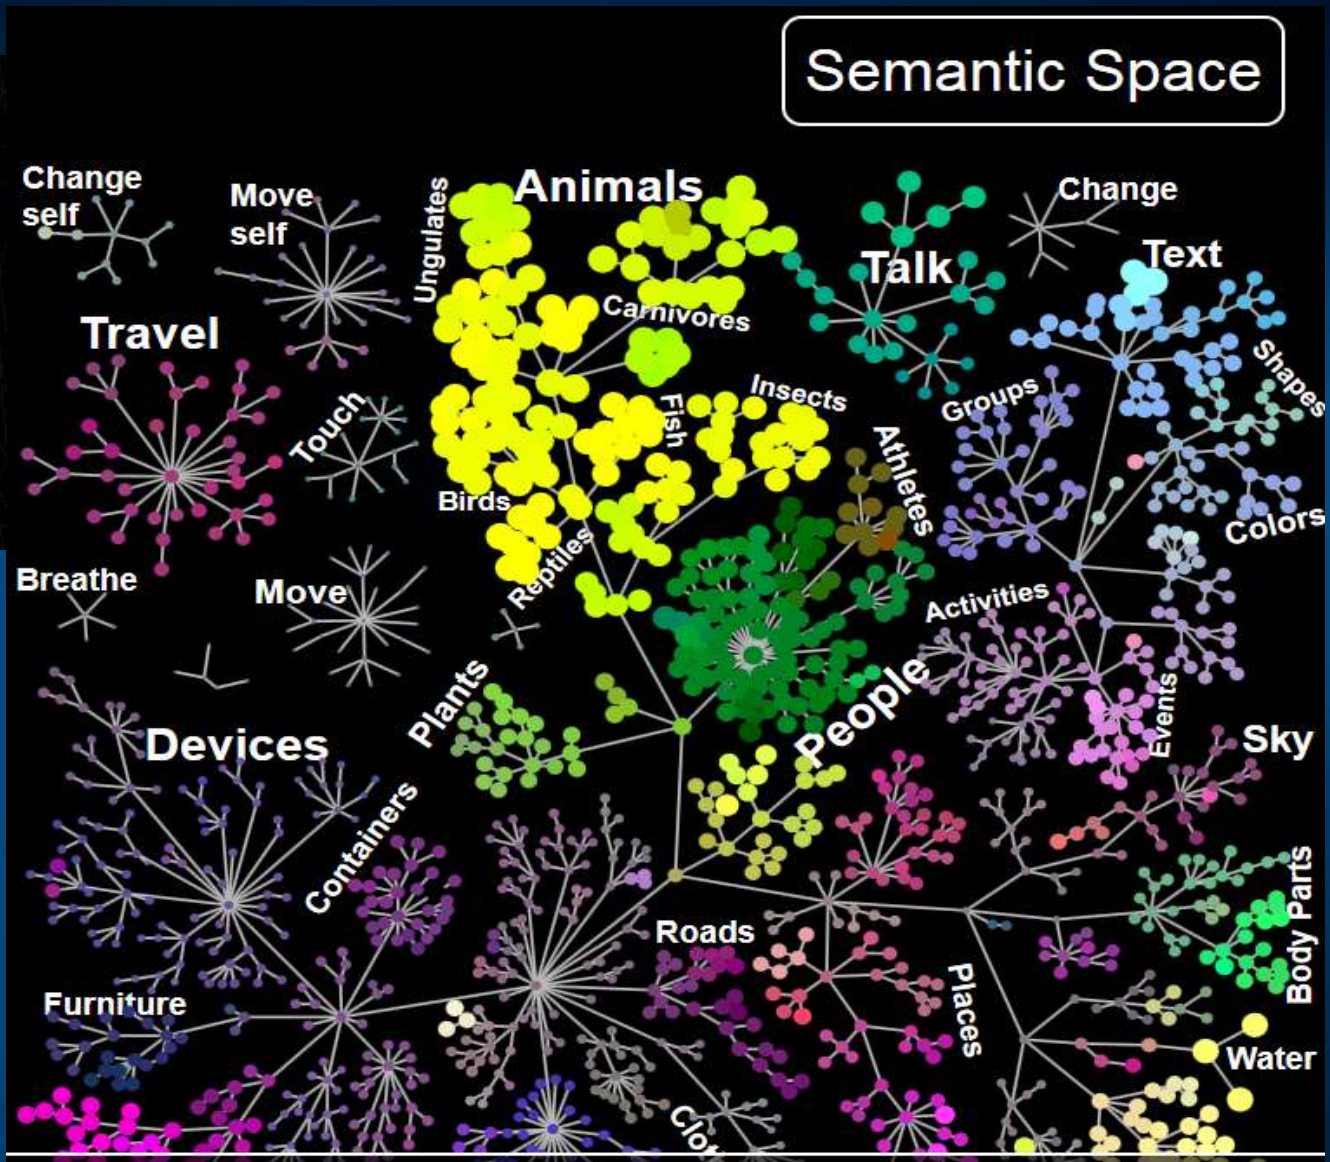 Semantic Space
Change
self
Move
self
Ungulates
Animals
Talk
Change
Text
Travel
Carnivores
Shapes
Touch
Fish
Insects
Groups
Athletes
Birds
Colors
Reptiles
Breathe
Move
Activities
Plants
People
Events
Devices
Sky
Containers
Body Parts
Roads
Places
Furniture
Water